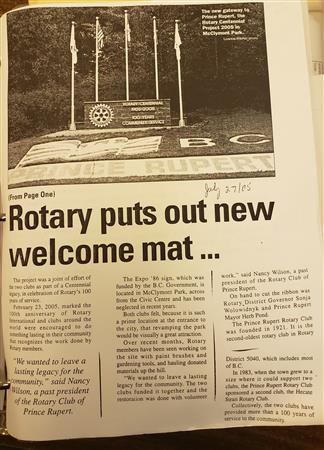 The new gateway to
Prince Rupert, the
Rotary Centennial
Project 2005 in
McClymont Park.
ROTARY CENTENNIAL
1905-2005
100 YEARS
COMMUNITY SERVICE
B.C.
PRINCE RUPERT
July 27/05
(From Page One)
Rotary puts out new
welcome mat ...
The project was a joint effort of
the two clubs as part of a Centennial
legacy, in celebration of Rotary's 100
years of service.
February 23, 2005, marked the
100th anniversary of Rotary
International and clubs around the
world were encouraged to do
something lasting in their community
that recognizes the work done by
Rotary members.
"We wanted to leave a
lasting legacy for the
community," said Nancy
Wilson, a past president
of the Rotary Club of
Prince Rupert.
The Expo '86 sign, which was
funded by the B.C. Government, is
located in McClymont Park, across
from the Civic Centre and has been
neglected in recent years.
Both clubs felt, because it is such
a prime location at the entrance to
the city, that revamping the park
would be visually a great attraction.
Over recent months, Rotary
members have been seen working on
the site with paint brushes and
gardening tools, and hauling donated
materials up the hill.
"We wanted to leave a lasting
legacy for the community. The two
clubs funded it together and the
restoration was done with volunteer
work," said Nancy Wilson, a past
president of the Rotary Club of
Prince Rupert.
On hand to cut the ribbon was
Rotary District Governor Sonja
Wolowidnyk and Prince Rupert
Mayor Herb Pond.
The Prince Rupert Rotary Club
was founded in 1921. It is the
second-oldest rotary club in Rotary
District 5040, which includes most
of B.C.
In 1983, when the town grew to a
size where it could support two
clubs, the Prince Rupert Rotary Club
sponsored a second club, the Hecate
Strait Rotary Club.
Collectively, the two clubs have
provided more than a 100 years of
service to the community.